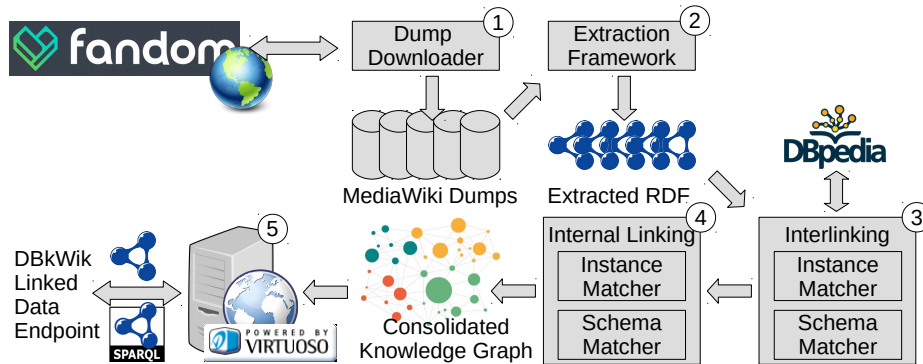 fandom
1
Dump
Downloader
2
Extraction
Framework
MediaWiki Dumps
Extracted RDF
DBpedia
3
Interlinking
Instance
Matcher
Schema
Matcher
4
Internal Linking
Instance
Matcher
Schema
Matcher
Consolidated
Knowledge Graph
5
POWERED BY
VIRTUOSO
DBkWik
Linked
Data
Endpoint
SPARQL